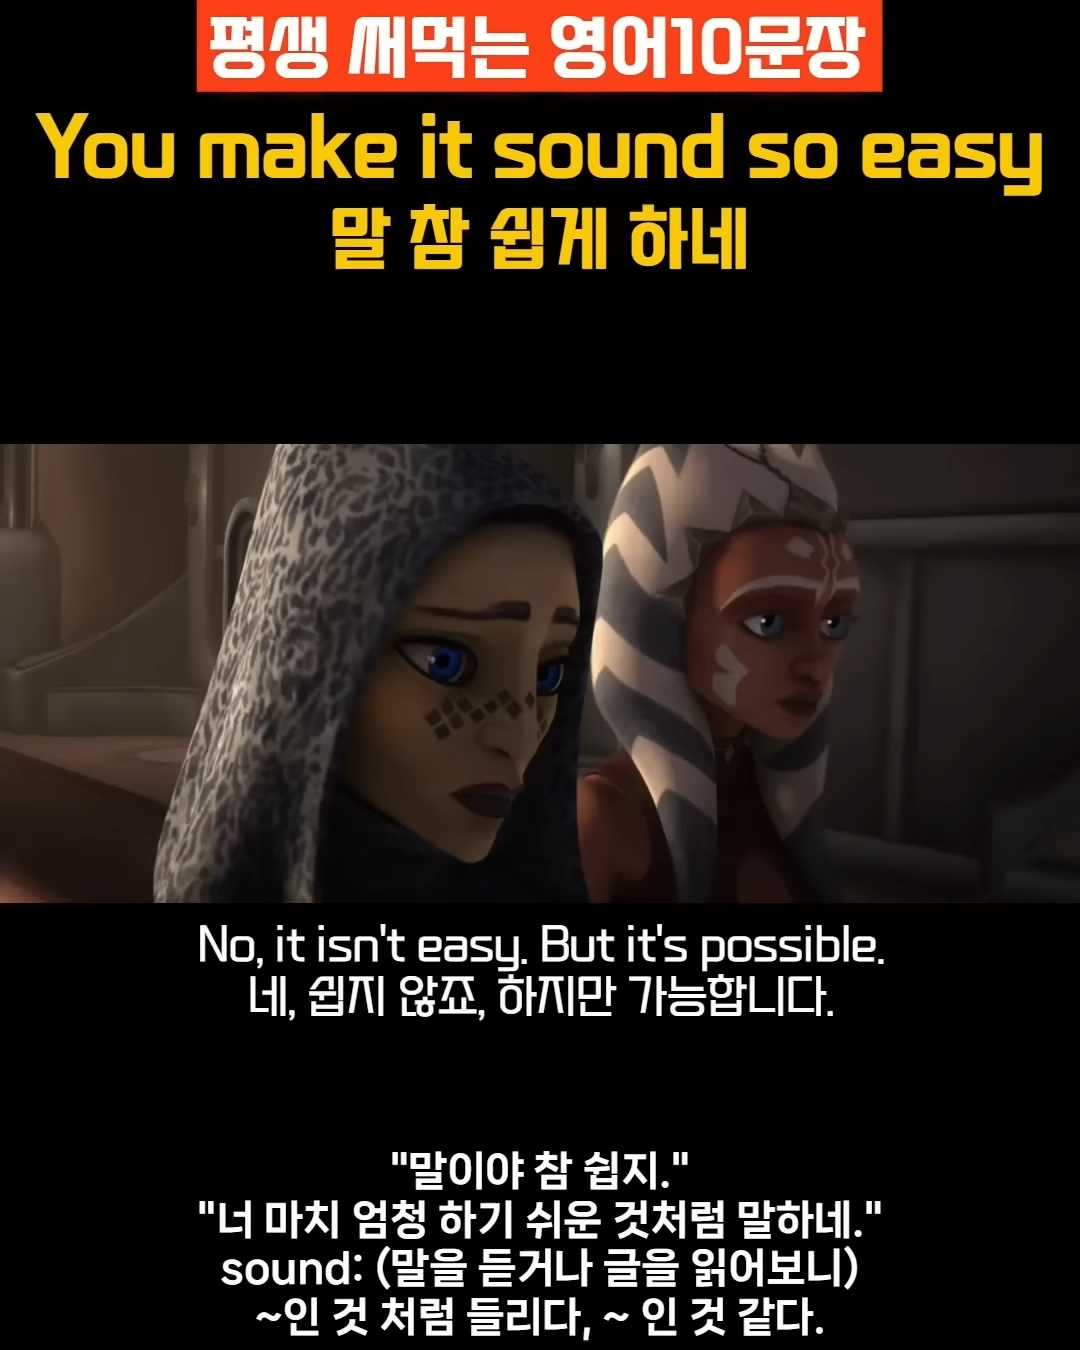 평생 써먹는 영어10문장
You make it sound so easy
말 참 쉽게 하네
No, it isn't easy. But it's possible.
네, 쉽지 않죠, 하지만 가능합니다.
"말이야 참 쉽지."
"너 마치 엄청 하기 쉬운 것처럼 말하네."
sound: (말을 듣거나 글을 읽어보니)
~인 것 처럼 들리다, ~ 인 것 같다.